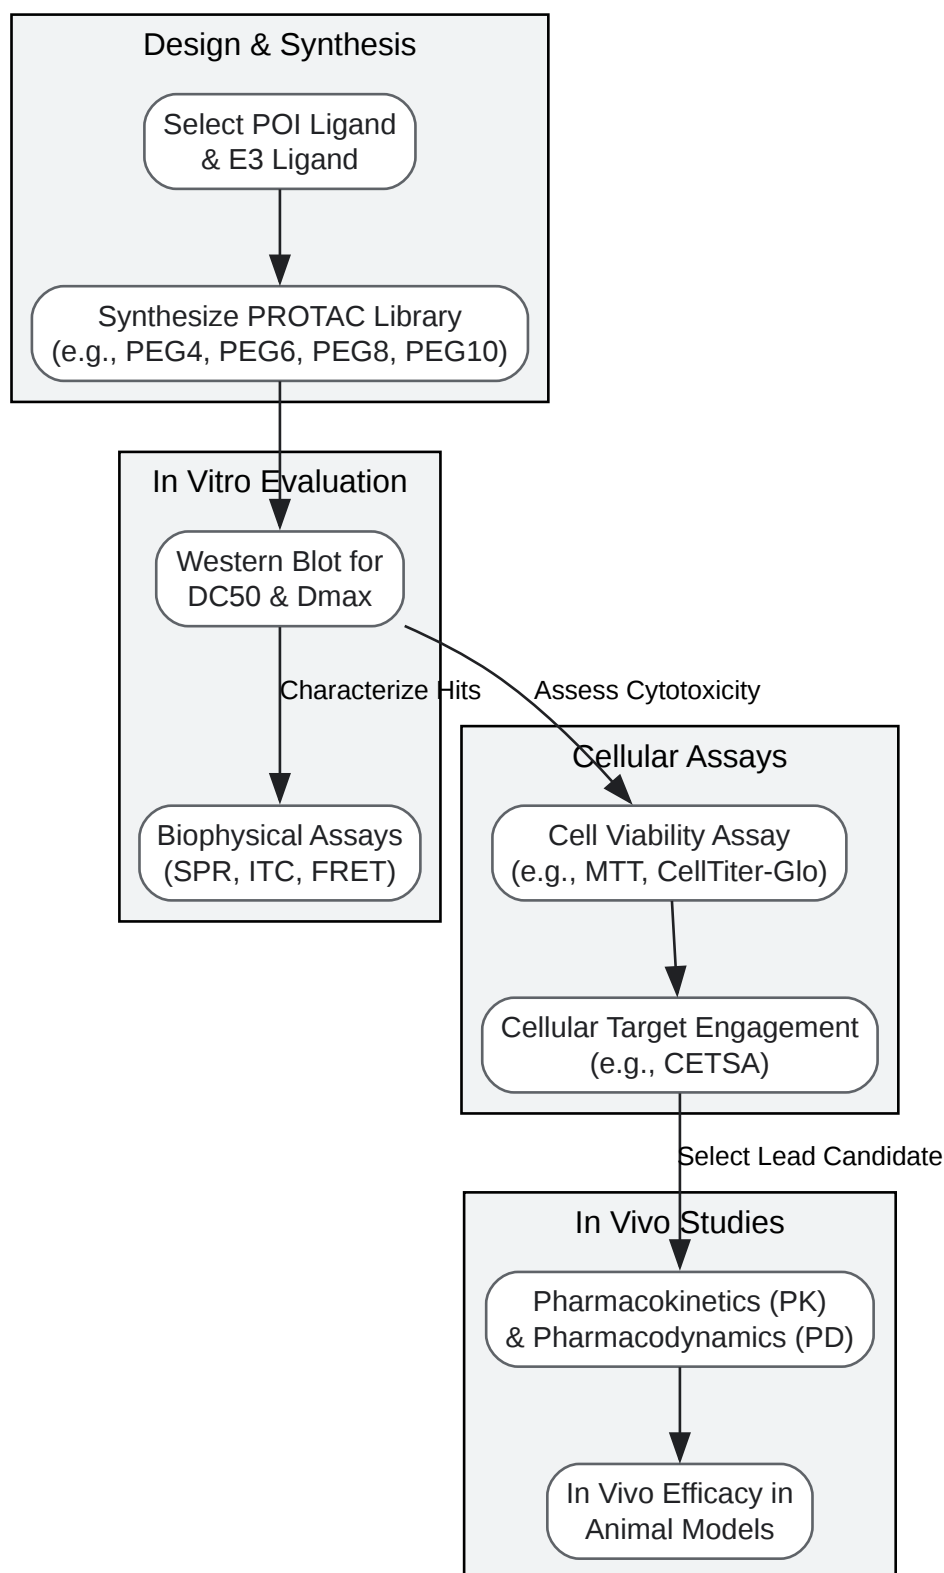 Design & Synthesis
Select POI Ligand
& E3 Ligand
Synthesize PROTAC Library
(e.g., PEG4, PEG6, PEG8, PEG10)
In Vitro Evaluation
Western Blot for
DC50 & Dmax
Characterize Hits
Assess Cytotoxicity
Biophysical Assays
(SPR, ITC, FRET)
Cellular Assays
Cell Viability Assay
(e.g., MTT, CellTiter-Glo)
Cellular Target Engagement
(e.g., CETSA)
Select Lead Candidate
In Vivo Studies
Pharmacokinetics (PK)
& Pharmacodynamics (PD)
In Vivo Efficacy in
Animal Models